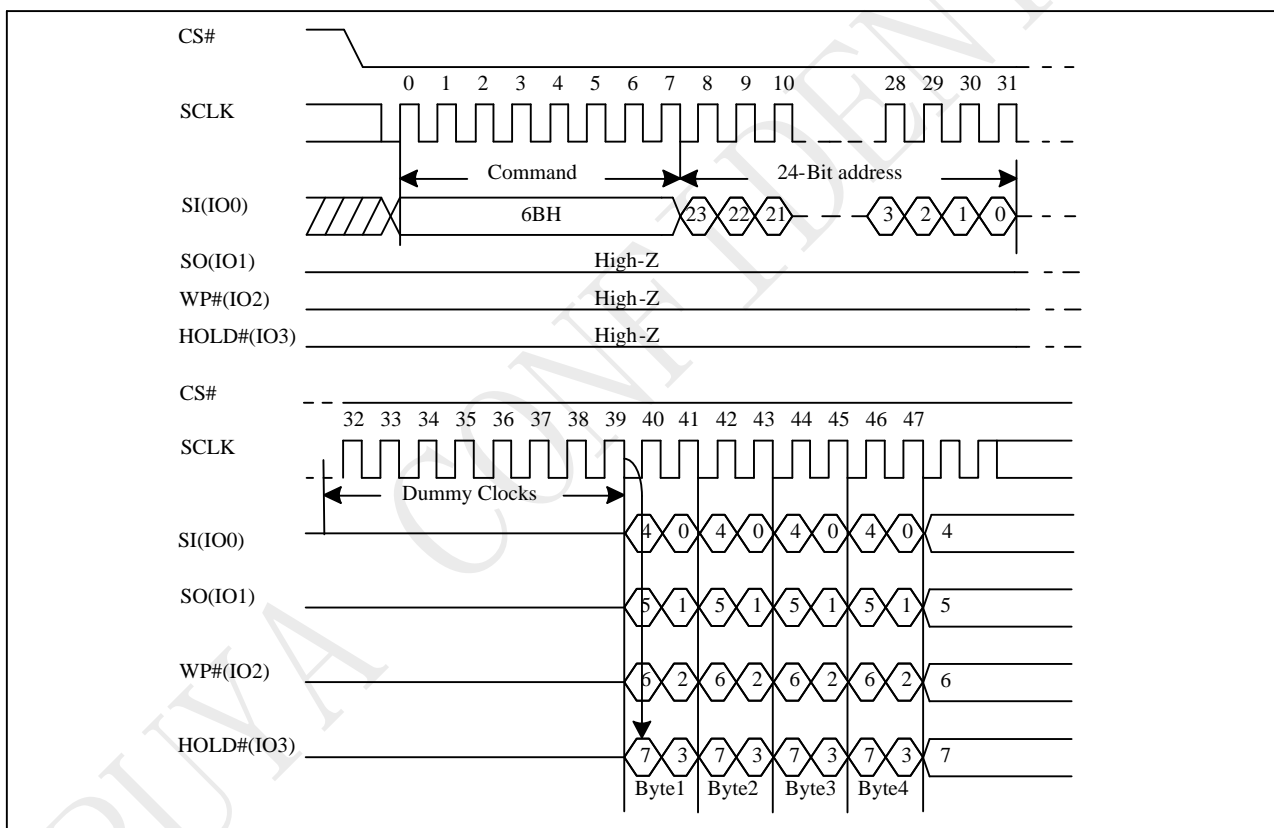 CS#
0 1 2 3 4 5 6 7 8 9 10 28 29 30 31
SCLK
Command 24-Bit address
SI(IO0) 6BH 23 22 21 3 2 1 0
SO(IO1) High-Z
WP#(IO2) High-Z
HOLD#(IO3) High-Z
CS#
32 33 34 35 36 37 38 39 40 41 42 43 44 45 46 47
SCLK
Dummy Clocks
SI(IO0) 4 0 4 0 4 0 4 0 4
SO(IO1) 5 1 5 1 5 1 5 1 5
WP#(IO2) 6 2 6 2 6 2 6 2 6
HOLD#(IO3) 7 3 7 3 7 3 7 3 7
Byte1 Byte2 Byte3 Byte4
PUYA CONFIDENT